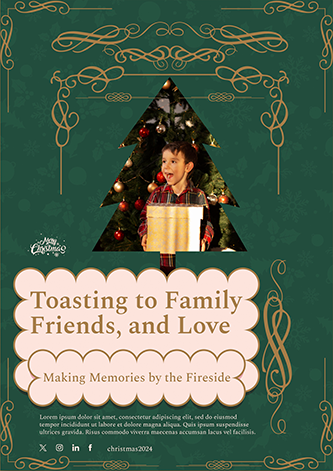 Merry
Christmas
Toasting to Family
Friends, and Love
Making Memories by the Fireside
Lorem ipsum dolor sit amet, consectetur adipiscing elit, sed do eiusmod
tempor incididunt ut labore et dolore magna aliqua. Quis ipsum suspendisse
ultrices gravida. Risus commodo viverra maecenas accumsan lacus vel facilisis.
christmas2024